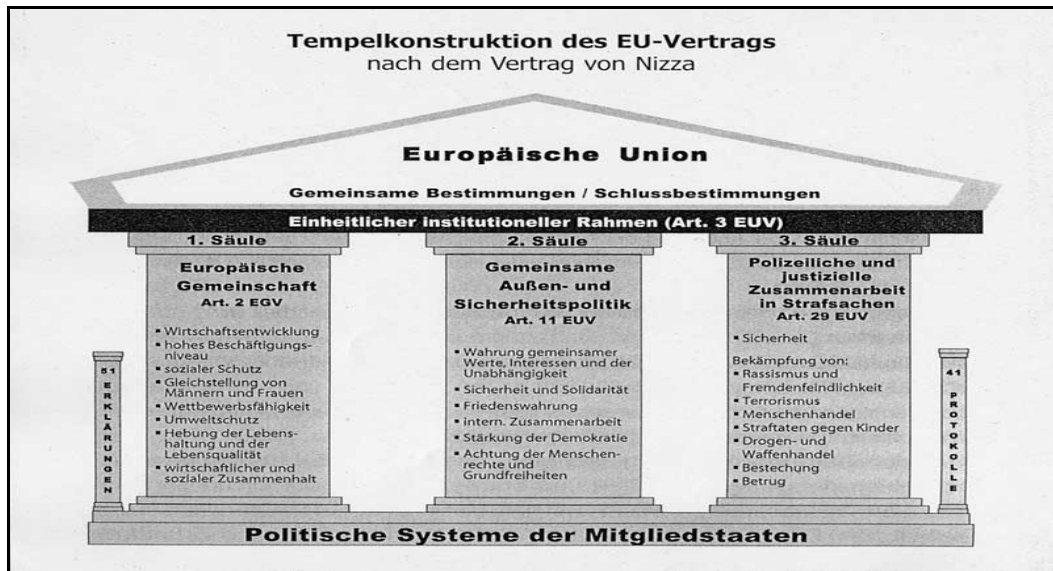 Tempelkonstruktion des EU-Vertrags
nach dem Vertrag von Nizza
Europäische Union
Gemeinsame Bestimmungen / Schlussbestimmungen
Einheitlicher institutioneller Rahmen (Art. 3 EUV)
1. Säule
Europäische
Gemeinschaft
Art. 2 EGV
▪ Wirtschaftsentwicklung
▪ hohes Beschäftigungs-
niveau
▪ sozialer Schutz
▪ Gleichstellung von
Männern und Frauen
▪ Wettbewerbsfähigkeit
▪ Umweltschutz
▪ Hebung der Lebens-
haltung und der
Lebensqualität
▪ wirtschaftlicher und
sozialer Zusammenhalt
2. Säule
Gemeinsame
Außen- und
Sicherheitspolitik
Art. 11 EUV
▪ Wahrung gemeinsamer
Werte, Interessen und der
Unabhängigkeit
▪ Sicherheit und Solidarität
▪ Friedenswahrung
▪ intern. Zusammenarbeit
▪ Stärkung der Demokratie
▪ Achtung der Menschen-
rechte und
Grundfreiheiten
3. Säule
Polizeiliche und
justizielle
Zusammenarbeit
in Strafsachen
Art. 29 EUV
▪ Sicherheit
Bekämpfung von:
▪ Rassismus und
Fremdenfeindlichkeit
▪ Terrorismus
▪ Menschenhandel
▪ Straftaten gegen Kinder
▪ Drogen- und
Waffenhandel
▪ Bestechung
▪ Betrug
51 ERKLÄRUNGEN
41 PROTOKOLLE
Politische Systeme der Mitgliedstaaten